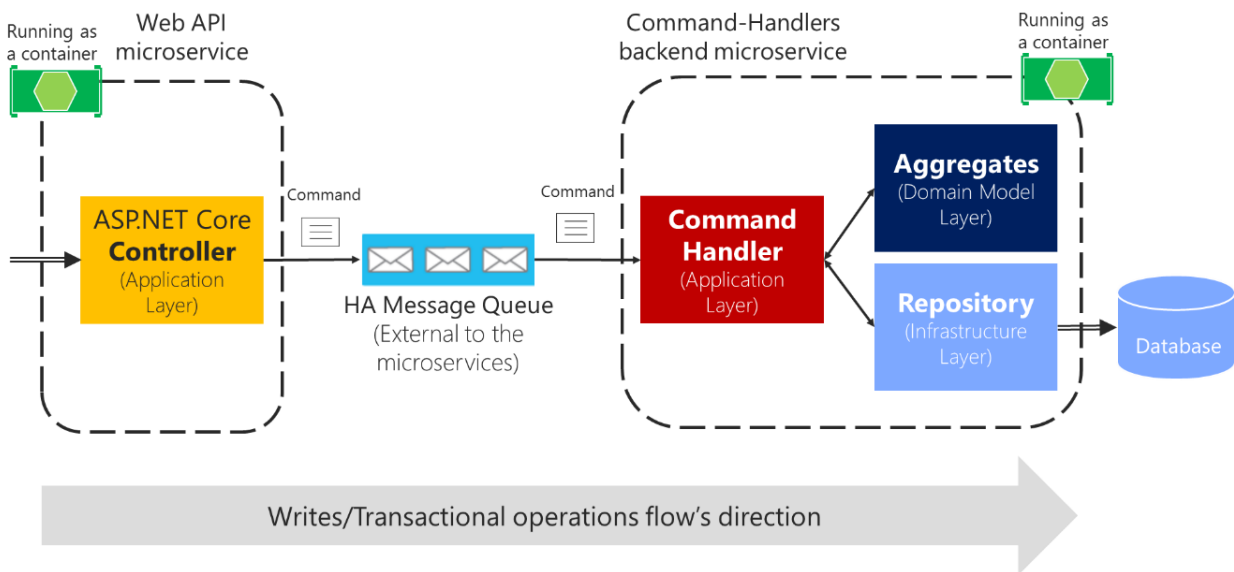 Running as
a container
Web API
microservice
Command-Handlers
backend microservice
Running as
a container
ASP.NET Core
Controller
(Application
Layer)
Command
HA Message Queue
(External to the
microservices)
Command
Command
Handler
(Application
Layer)
Aggregates
(Domain Model
Layer)
Repository
(Infrastructure
Layer)
Database
Writes/Transactional operations flow's direction